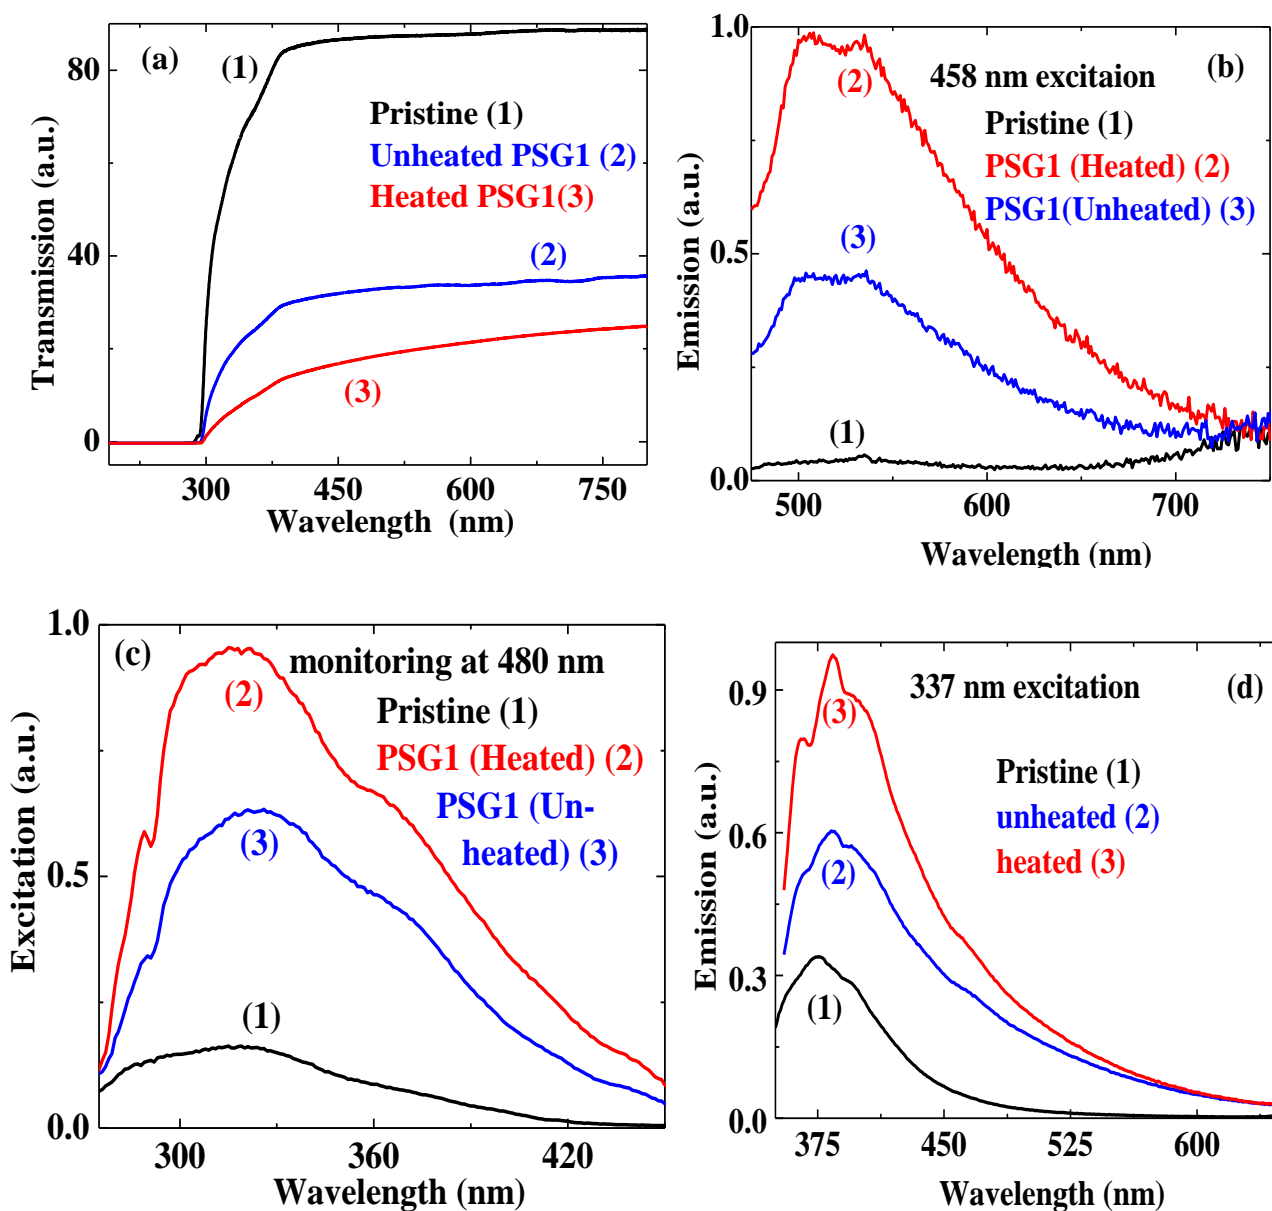 (a)
(1)
Pristine (1)
Unheated PSG1 (2)
Heated PSG1(3)
(2)
(3)
80
40
0
300 450 600 750
Transmission (a.u.)
Wavelength (nm)
(b)
458 nm excitaion
Pristine (1)
PSG1 (Heated) (2)
PSG1(Unheated) (3)
(2)
(3)
(1)
1.0
0.5
0.0
500 600 700
Emission (a.u.)
Wavelength (nm)
(c)
monitoring at 480 nm
Pristine (1)
PSG1 (Heated) (2)
PSG1 (Un-
heated) (3)
(2)
(3)
(1)
1.0
0.5
0.0
300 360 420
Excitation (a.u.)
Wavelength (nm)
(d)
337 nm excitation
Pristine (1)
unheated (2)
heated (3)
(3)
(2)
(1)
0.9
0.6
0.3
0.0
375 450 525 600
Emission (a.u.)
Wavelength (nm)